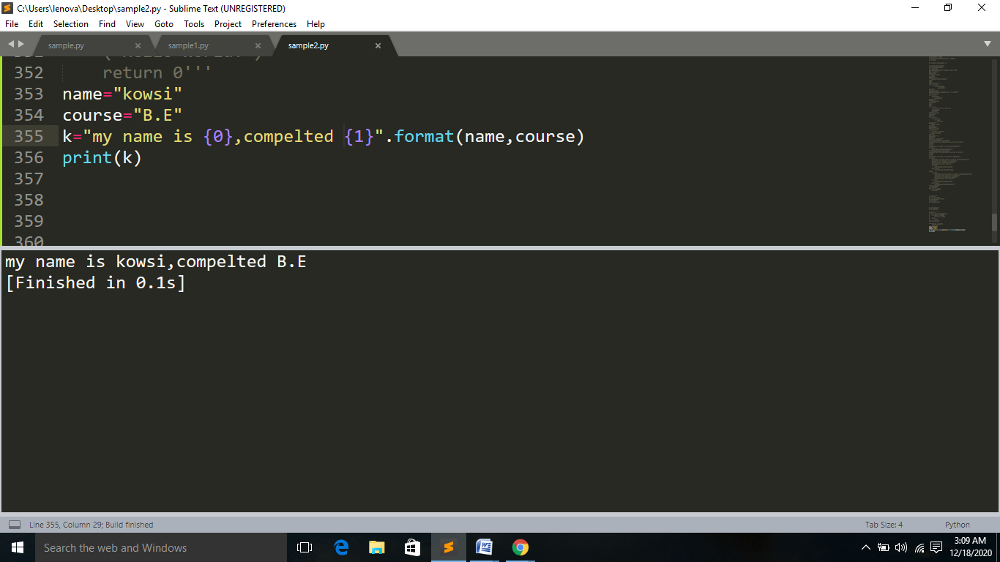 C:\Users\lenova\Desktop\sample2.py - Sublime Text (UNREGISTERED)
File Edit Selection Find View Goto Tools Project Preferences Help
sample.py sample1.py sample2.py
352 return 0'''
353 name="kowsi"
354 course="B.E"
355 k="my name is {0},compelted {1}".format(name,course)
356 print(k)
357
358
359
360
my name is kowsi,compelted B.E
[Finished in 0.1s]
Line 355, Column 29; Build finished Tab Size: 4 Python
Search the web and Windows
3:09 AM
12/18/2020